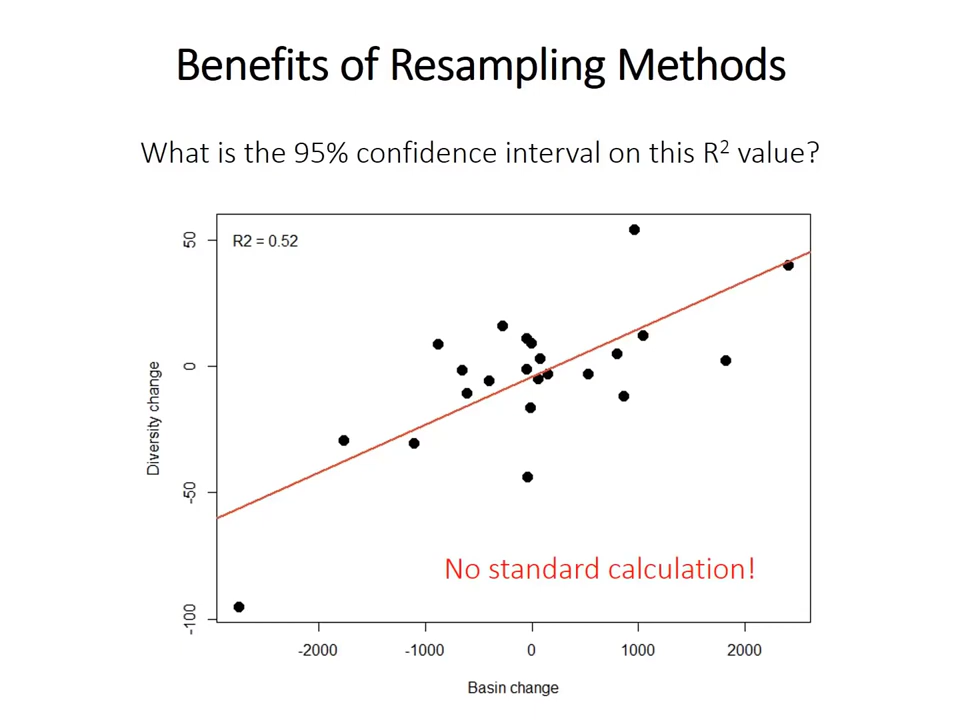 Benefits of Resampling Methods
What is the 95% confidence interval on this R² value?
R2 = 0.52
50
0
-50
-100
Diversity change
No standard calculation!
-2000 -1000 0 1000 2000
Basin change